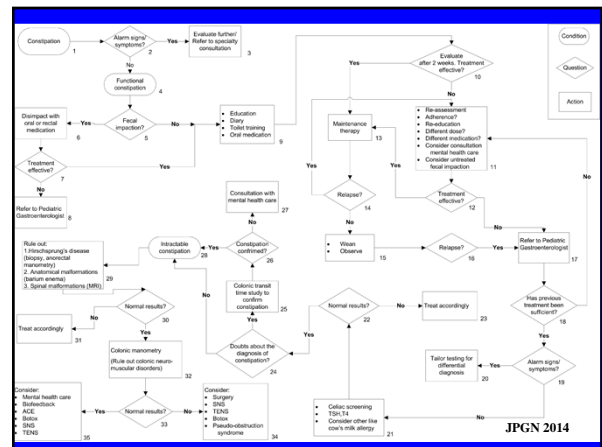 Constipation
1
Alarm signs/
symptoms?
2
Yes
Evaluate further/
Refer to specialty
consultation
3
No
Functional
constipation
4
Fecal
impaction?
5
Yes
Disimpact with
oral or rectal
medication
6
No
Treatment
effective?
7
Yes
No
Refer to Pediatric
Gastroenterologist
8
• Education
• Diary
• Toilet training
• Oral medication
9
Evaluate
after 2 weeks. Treatment
effective?
10
Yes
No
• Re-assessment
• Adherence?
• Re-education
• Different dose?
• Different medication?
• Consider consultation
mental health care
• Consider untreated
fecal impaction
11
Treatment
effective?
12
Yes
No
Maintenance
therapy
13
Relapse?
14
Yes
No
• Wean
• Observe
15
Relapse?
16
Yes
Refer to Pediatric
Gastroenterologist
17
Has previous
treatment been
sufficient?
18
No
Yes
Alarm signs/
symptoms?
19
Yes
Tailor testing for
differential
diagnosis
20
No
• Celiac screening
• TSH,T4
• Consider other like
cow's milk allergy
21
Normal results?
22
No
Treat accordingly
23
Yes
Doubts about the
diagnosis of
constipation?
24
Yes
No
Colonic transit
time study to
confirm
constipation
25
Constipation
confirmed?
26
No
Consultation with
mental health care
27
Yes
Intractable
constipation
28
Rule out:
1.Hirschsprung's disease
(biopsy, anorectal
manometry)
2. Anatomical malformations
(barium enema)
3. Spinal malformations (MRI)
29
Normal results?
30
No
Treat accordingly
31
Yes
Colonic manometry
(Rule out colonic neuro-
muscular disorders)
32
Normal results?
33
No
Consider:
• Surgery
• SNS
• TENS
• Botox
• Pseudo-obstruction
syndrome
34
Yes
Consider:
• Mental health care
• Biofeedback
• ACE
• TENS
• Botox
• SNS
35
Condition
Question
Action
JPGN 2014